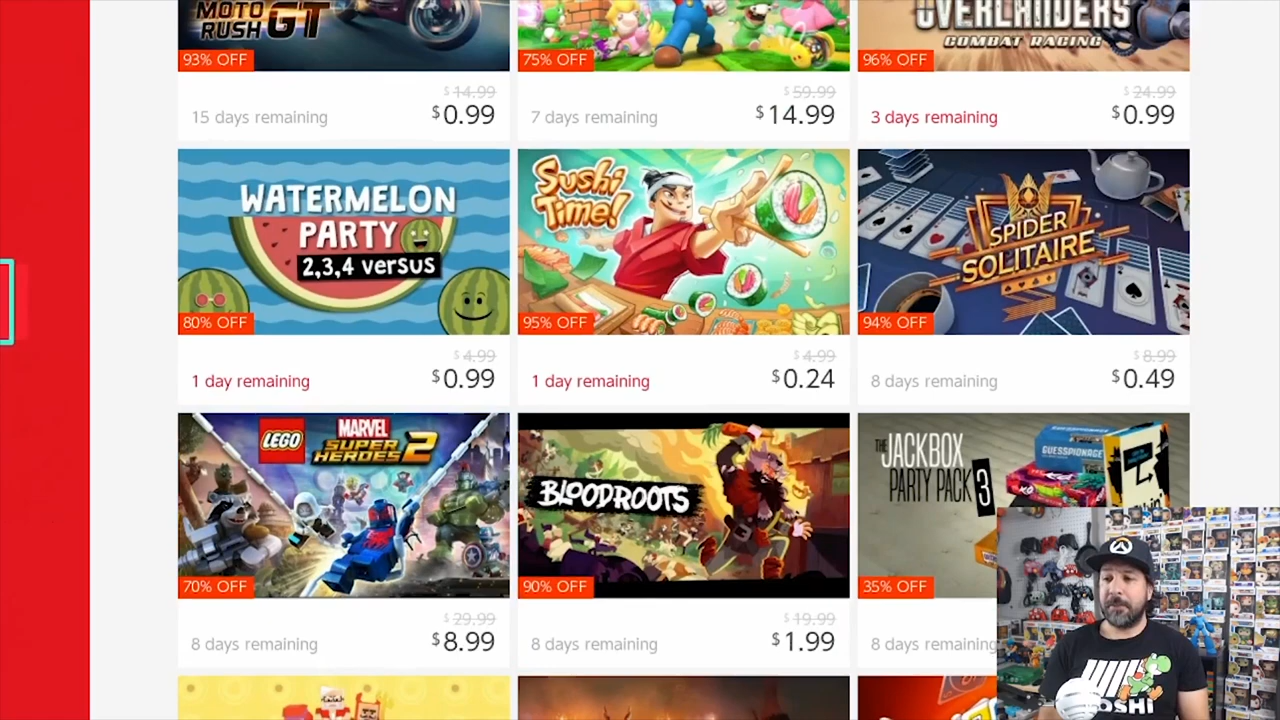 MOTO
RUSH GT
OVERLANDERS
COMBAT RACING
93% OFF
75% OFF
96% OFF
$14.99
15 days remaining
$0.99
$59.99
7 days remaining
$14.99
$24.99
3 days remaining
$0.99
WATERMELON
PARTY
2,3,4 versus
Sushi
Time!
SPIDER
SOLITAIRE
80% OFF
95% OFF
94% OFF
$4.99
1 day remaining
$0.99
$4.99
1 day remaining
$0.24
$8.99
8 days remaining
$0.49
LEGO
MARVEL
SUPER
HEROES 2
BLOODROOTS
THE
JACKBOX
PARTY PACK 3
GUESSPIONAGE
70% OFF
90% OFF
35% OFF
$29.99
8 days remaining
$8.99
$19.99
8 days remaining
$1.99
8 days remaining
YOSHI